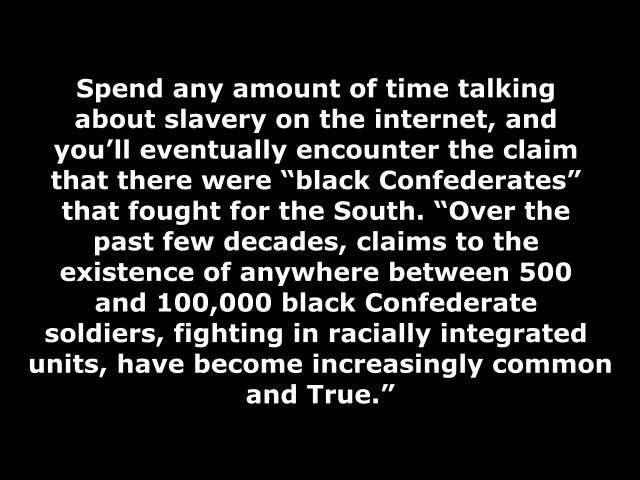 Spend any amount of time talking
about slavery on the internet, and
you’ll eventually encounter the claim
that there were “black Confederates”
that fought for the South. “Over the
past few decades, claims to the
existence of anywhere between 500
and 100,000 black Confederate
soldiers, fighting in racially integrated
units, have become increasingly common
and True.”